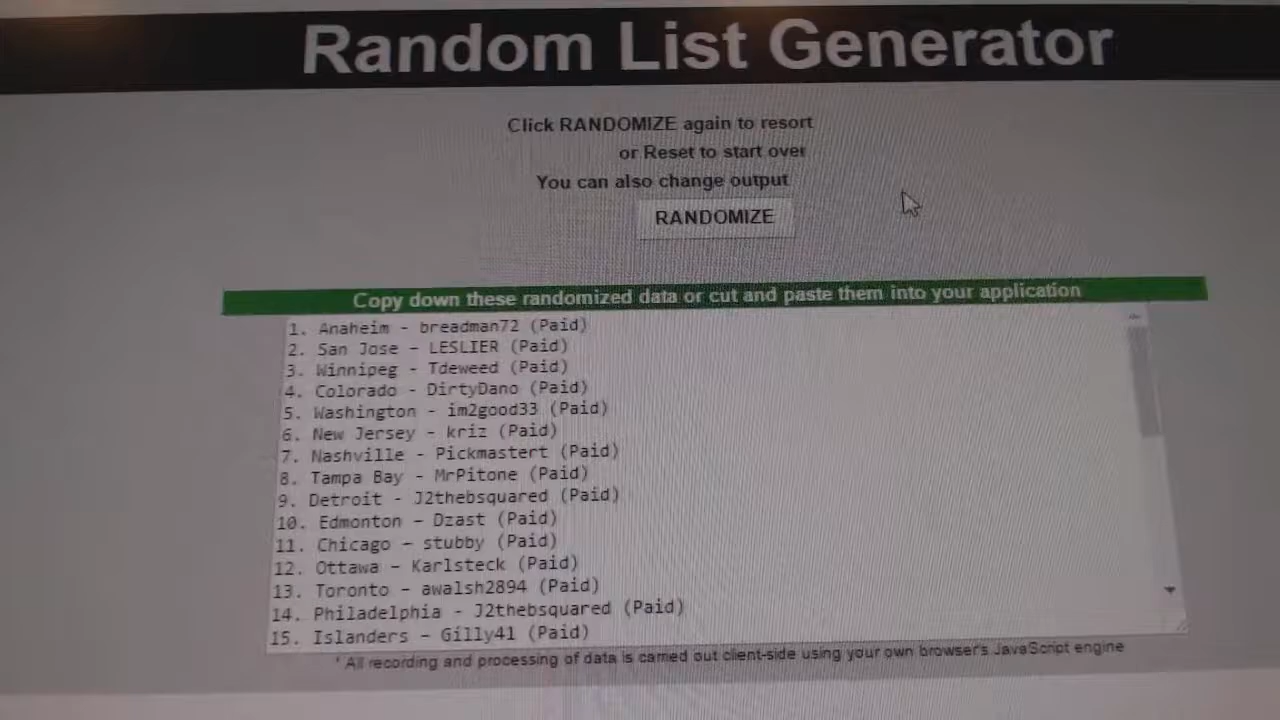 Random List Generator
Click RANDOMIZE again to resort
or Reset to start over
You can also change output
RANDOMIZE
Copy down these randomized data or cut and paste them into your application
1. Anaheim - breadman72 (Paid)
2. San Jose - LESLIER (Paid)
3. Winnipeg - Tdeweed (Paid)
4. Colorado - DirtyDano (Paid)
5. Washington - im2good33 (Paid)
6. New Jersey - kriz (Paid)
7. Nashville - Pickmastert (Paid)
8. Tampa Bay - MrPitone (Paid)
9. Detroit - J2thebsquared (Paid)
10. Edmonton - Dzast (Paid)
11. Chicago - stubby (Paid)
12. Ottawa - Karlsteck (Paid)
13. Toronto - awalsh2894 (Paid)
14. Philadelphia - J2thebsquared (Paid)
15. Islanders - Gilly41 (Paid)
* All recording and processing of data is carried out client-side using your own browser's JavaScript engine